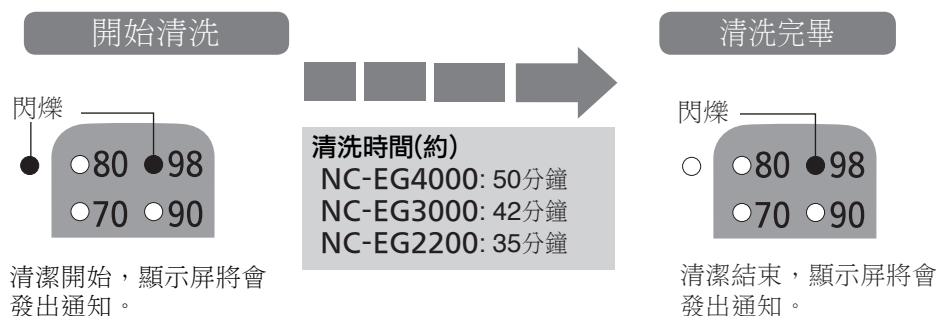 開始清洗
閃爍
80 98
70 90
清潔開始，顯示屏將會
發出通知。
清洗時間(約)
NC-EG4000: 50分鐘
NC-EG3000: 42分鐘
NC-EG2200: 35分鐘
清洗完畢
閃爍
80 98
70 90
清潔結束，顯示屏將會
發出通知。